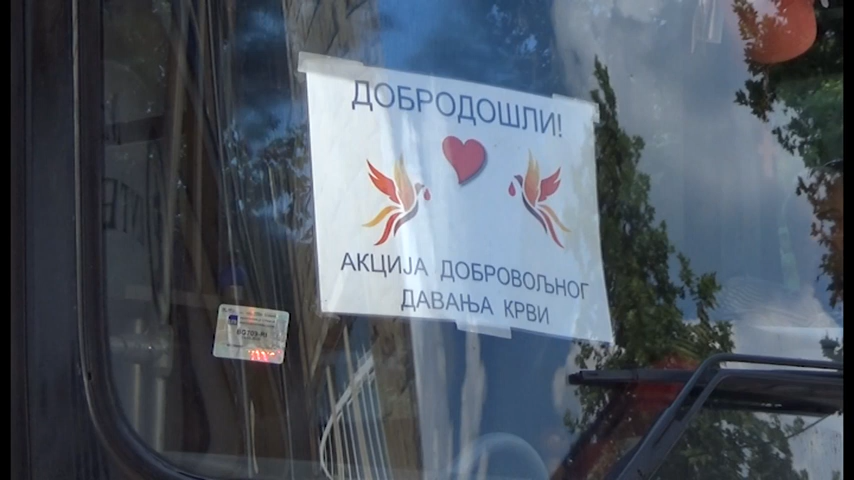 ДОБРОДОШЛИ!
АКЦИЈА ДОБРОВОЉНОГ
ДАВАЊА КРВИ